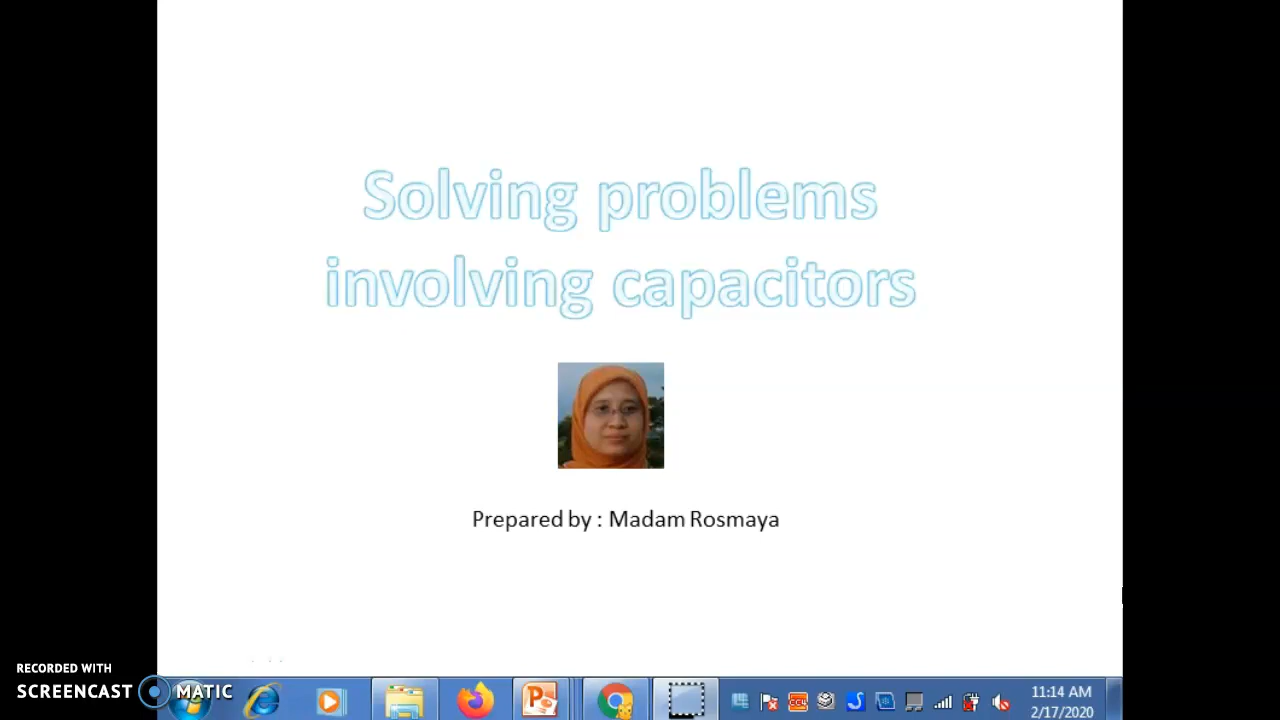 Solving problems
involving capacitors
Prepared by : Madam Rosmaya
RECORDED WITH
SCREENCAST MATIC
11:14 AM
2/17/2020